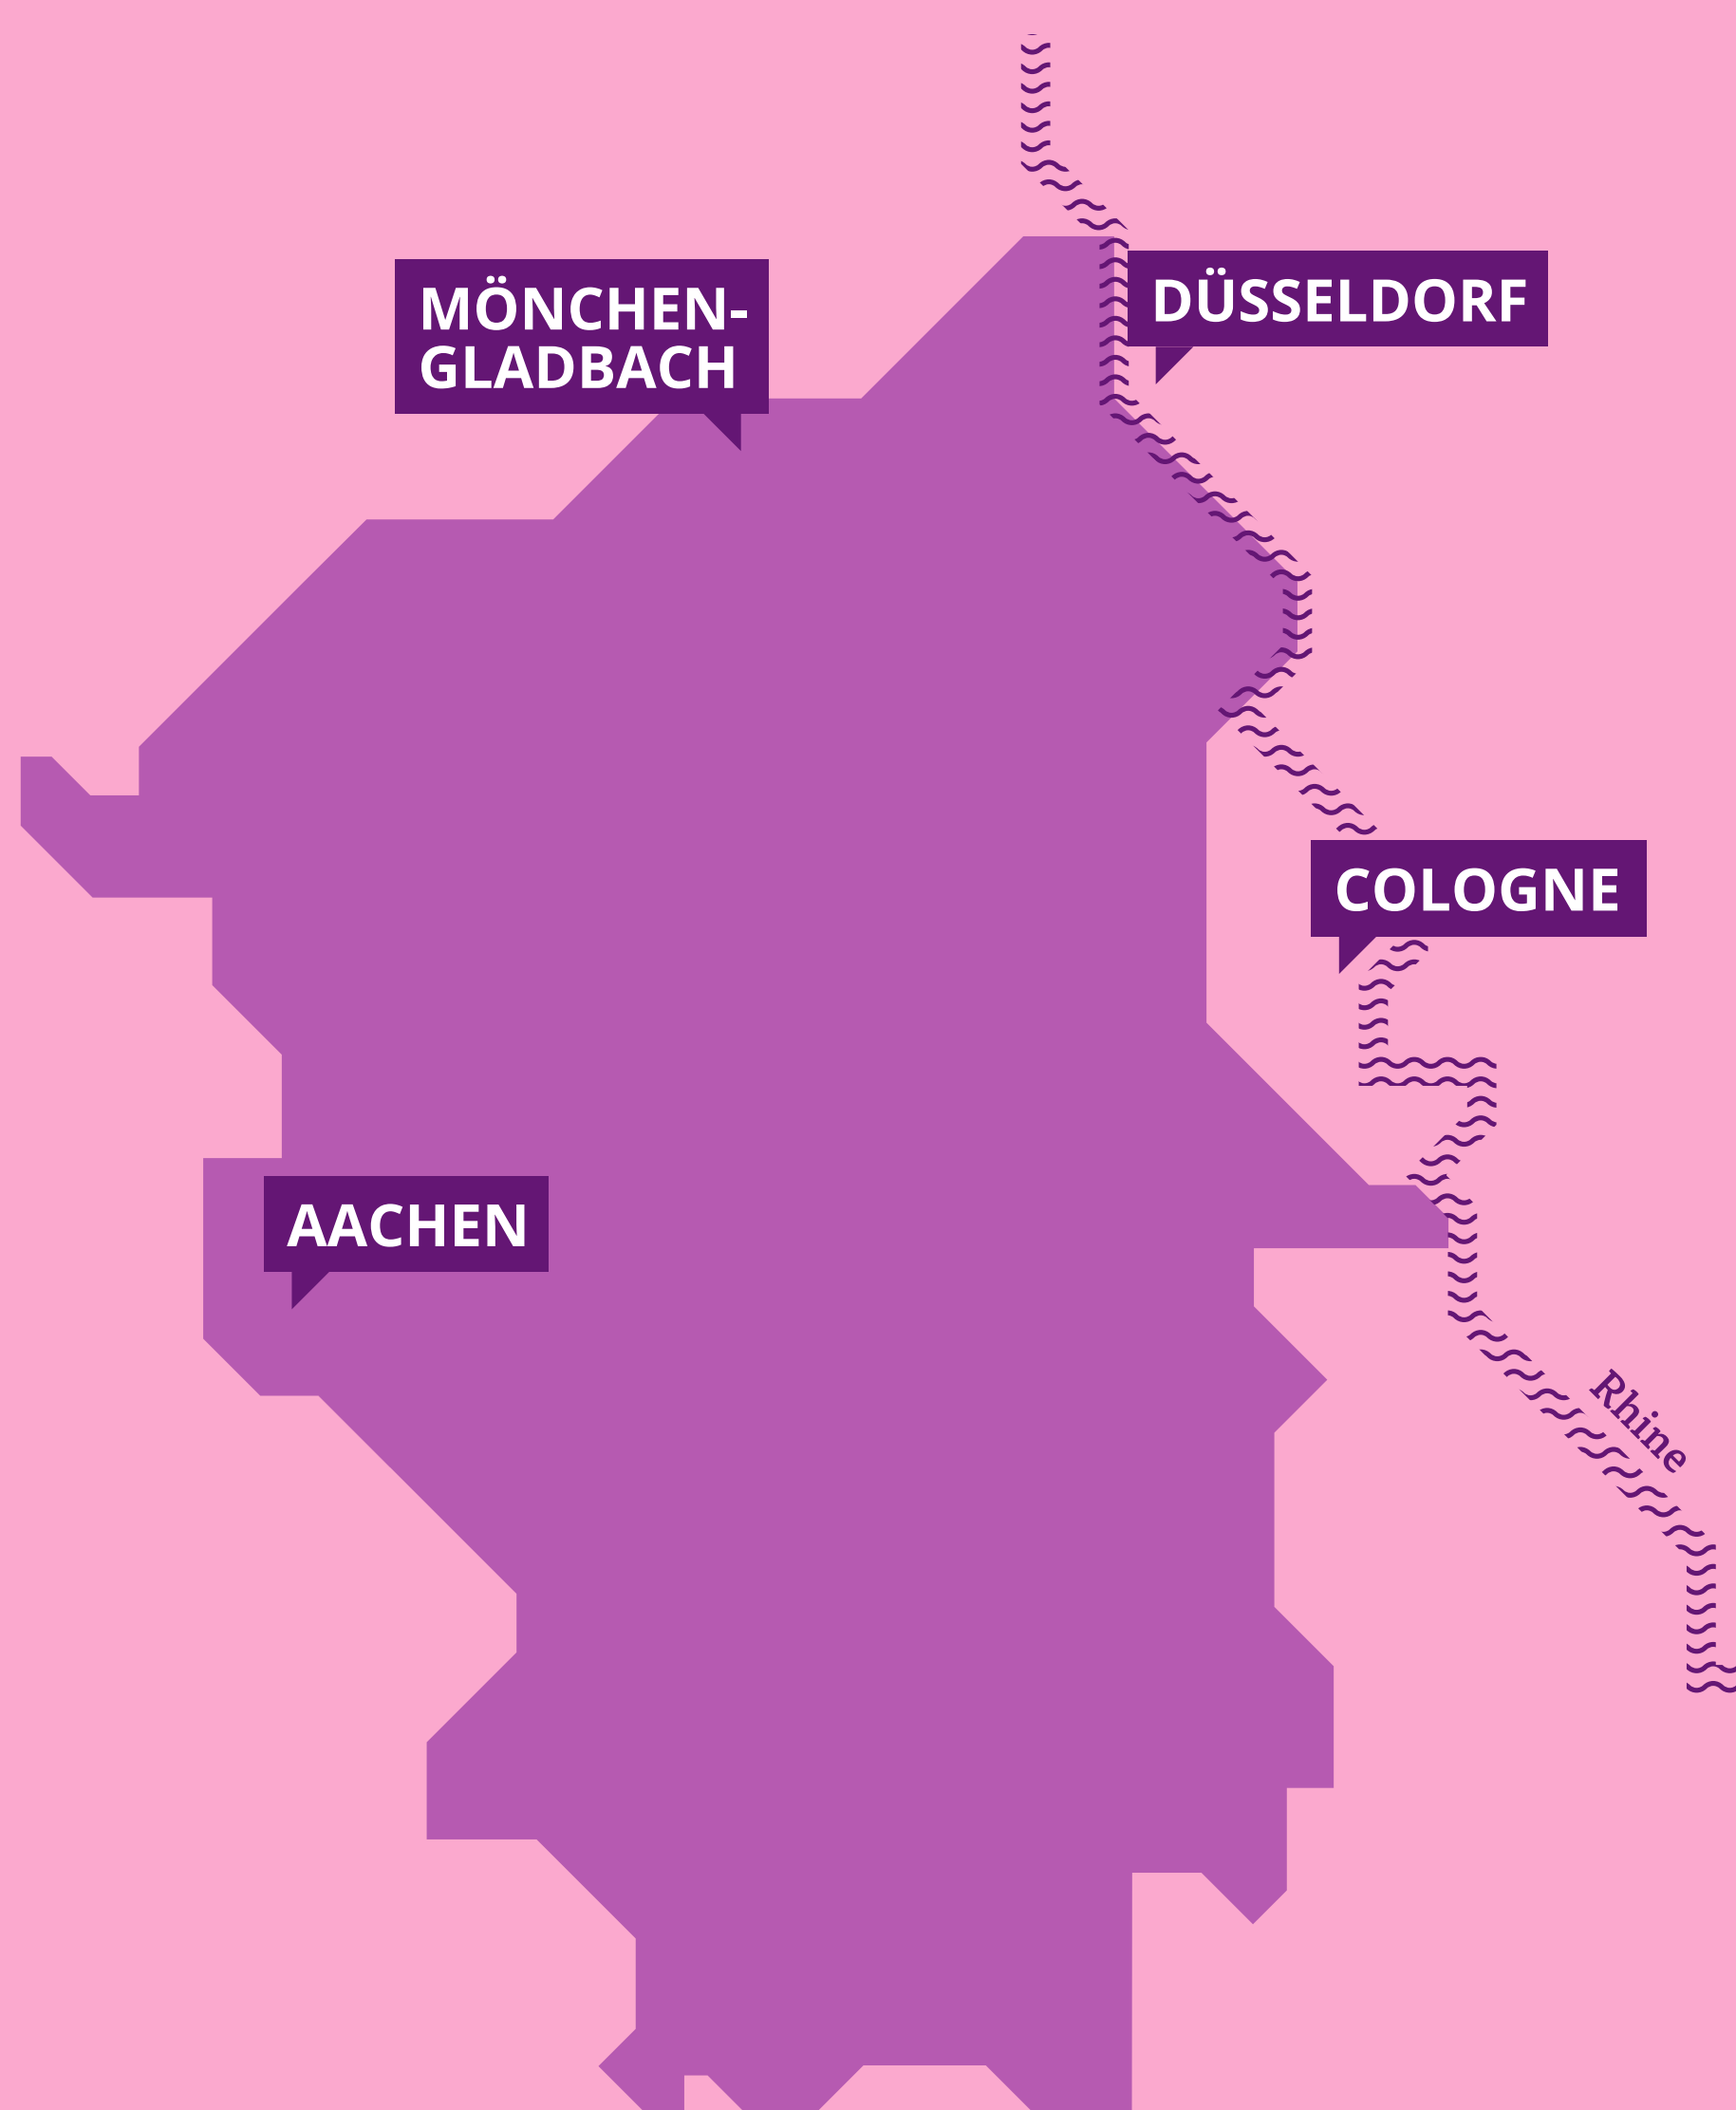 MÖNCHEN-
GLADBACH
DÜSSELDORF
COLOGNE
AACHEN
Rhine